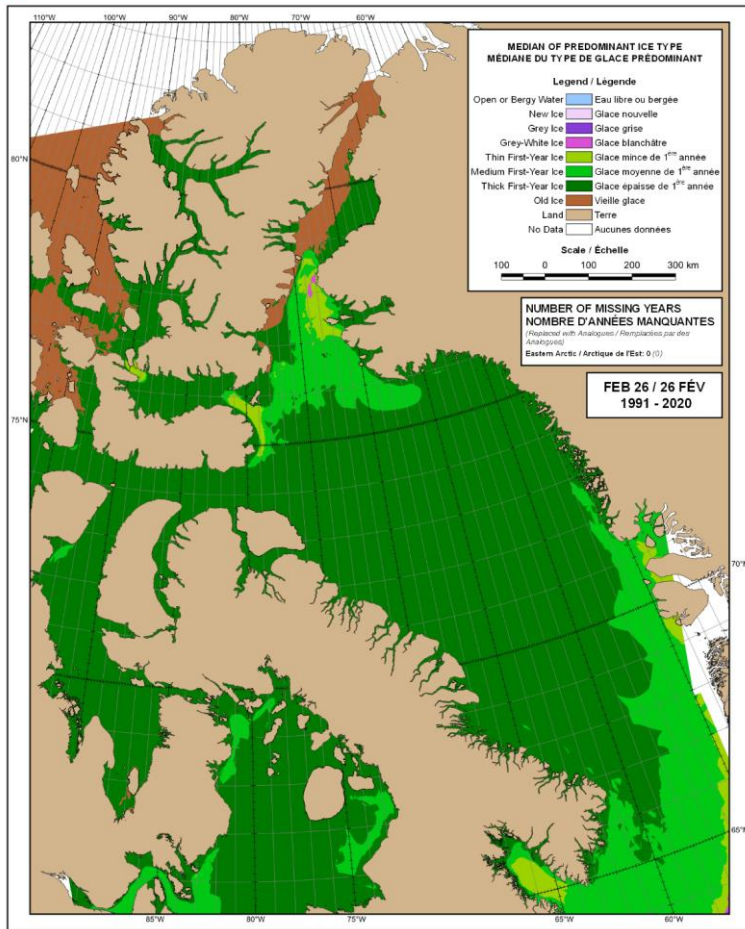 110°W 100°W 90°W 80°W 70°W 60°W
MEDIAN OF PREDOMINANT ICE TYPE
MÉDIANE DU TYPE DE GLACE PRÉDOMINANT
Legend / Légende
Open or Bergy Water Eau libre ou bergée
New Ice Glace nouvelle
Grey Ice Glace grise
Grey-White Ice Glace blanchâtre
Thin First-Year Ice Glace mince de 1ère année
Medium First-Year Ice Glace moyenne de 1ère année
Thick First-Year Ice Glace épaisse de 1ère année
Old Ice Vieille glace
Land Terre
No Data Aucunes données
Scale / Échelle
100 0 100 200 300 km
NUMBER OF MISSING YEARS
NOMBRE D'ANNÉES MANQUANTES
(Replaced with Analogues / Remplacées par des
Analogues)
Eastern Arctic / Arctique de l'Est: 0 (0)
FEB 26 / 26 FÉV
1991 - 2020
80°N
75°N
70°N
65°N
85°W 80°W 75°W 65°W 60°W